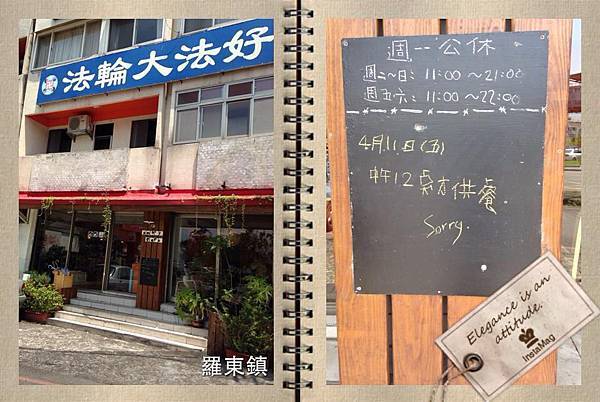 法輪大法好
羅東鎮
週一公休
週二~日：11:00~21:00
週五六：11:00~22:00
4月11日(五)
中午12點有供餐.
Sorry.
Elegance is an
attitude.
InstaMag